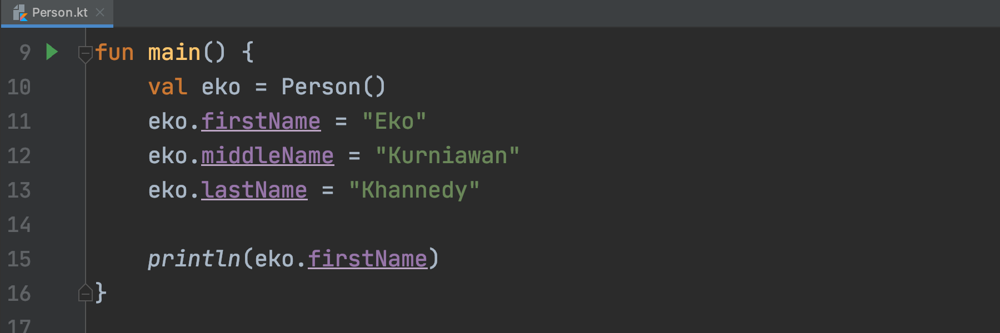 Person.kt
9 fun main() {
10 val eko = Person()
11 eko.firstName = "Eko"
12 eko.middleName = "Kurniawan"
13 eko.lastName = "Khannedy"
14
15 println(eko.firstName)
16 }
17